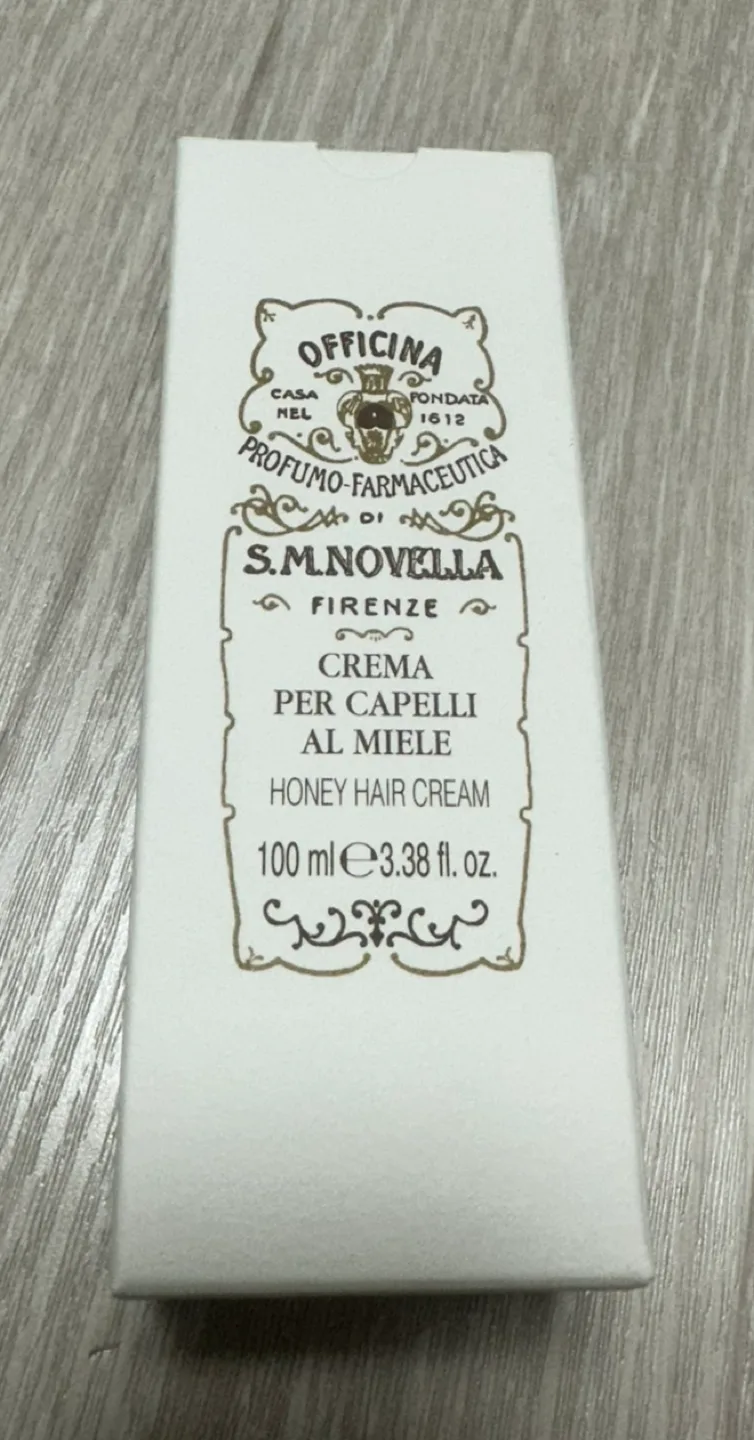 OFFICINA
CASA NEL
FONDATA 1612
PROFUMO-FARMACEUTICA
DI
S.M.NOVELLA
FIRENZE
CREMA
PER CAPELLI
AL MIELE
HONEY HAIR CREAM
100 ml ℮ 3.38 fl. oz.